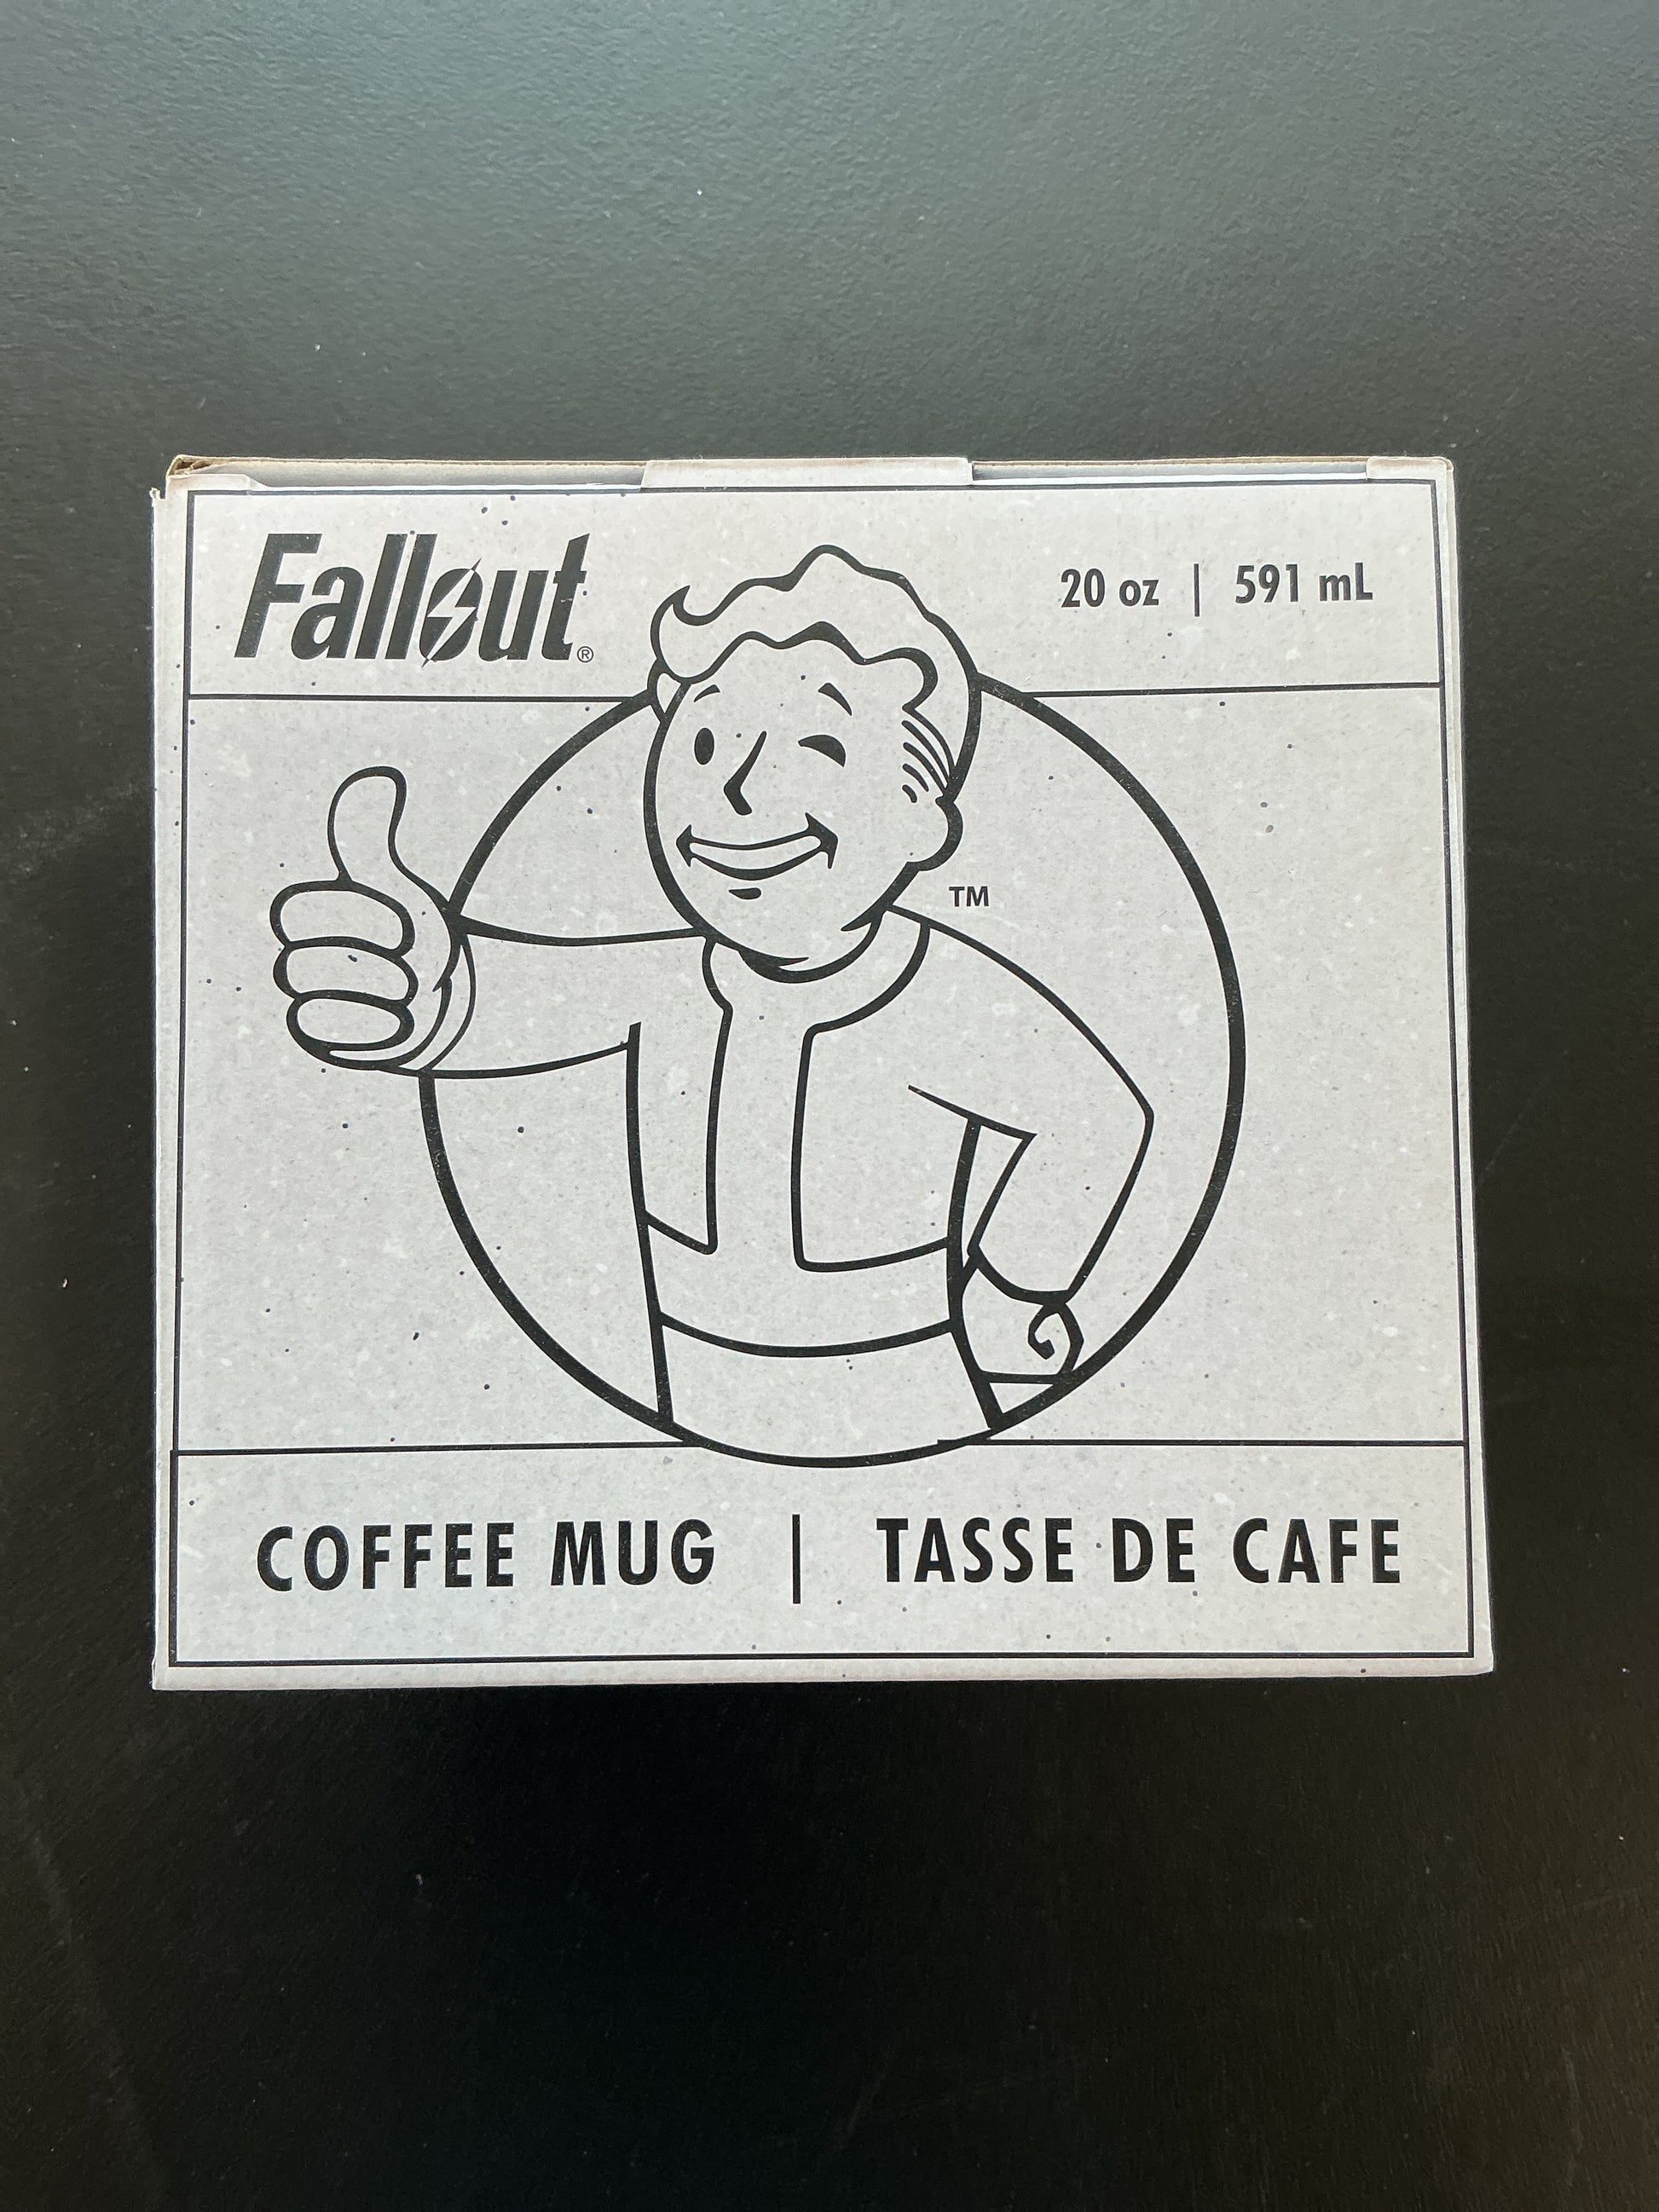 Fallout®
20 oz | 591 mL
TM
COFFEE MUG | TASSE DE CAFE